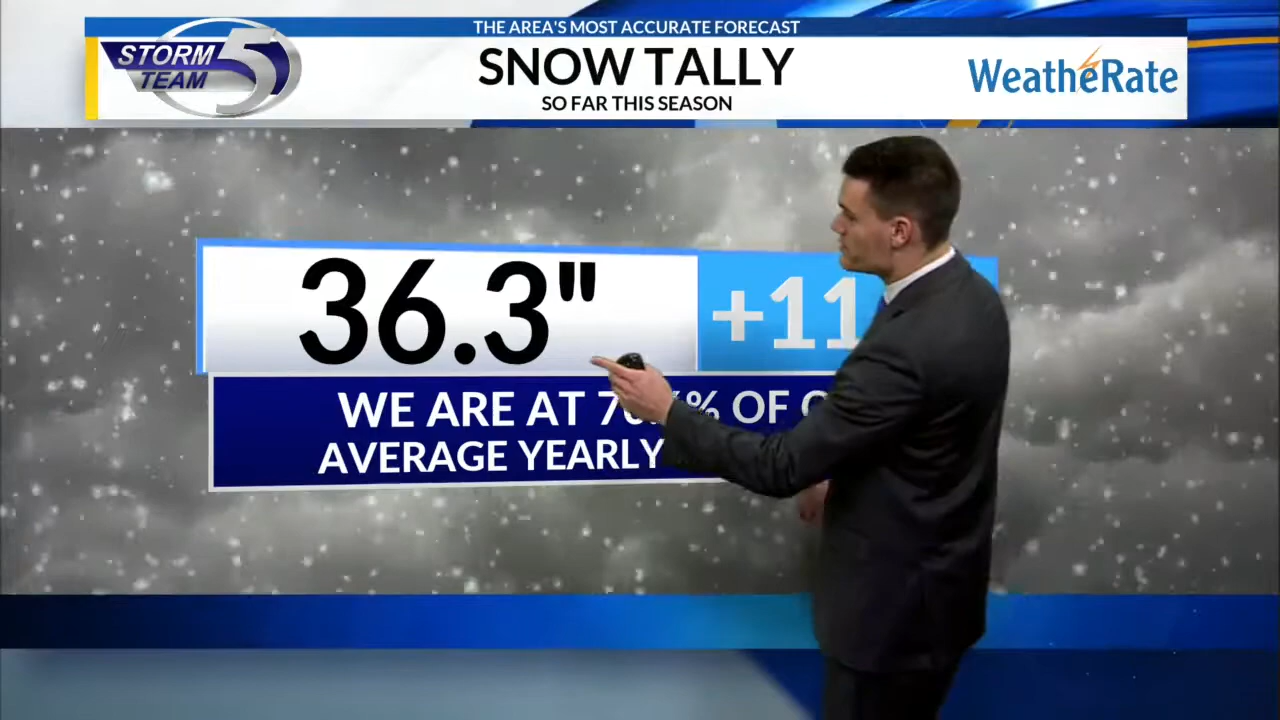 THE AREA'S MOST ACCURATE FORECAST
STORM TEAM 5
SNOW TALLY
SO FAR THIS SEASON
WeatheRate
36.3"
+11
WE ARE AT % OF
AVERAGE YEARLY